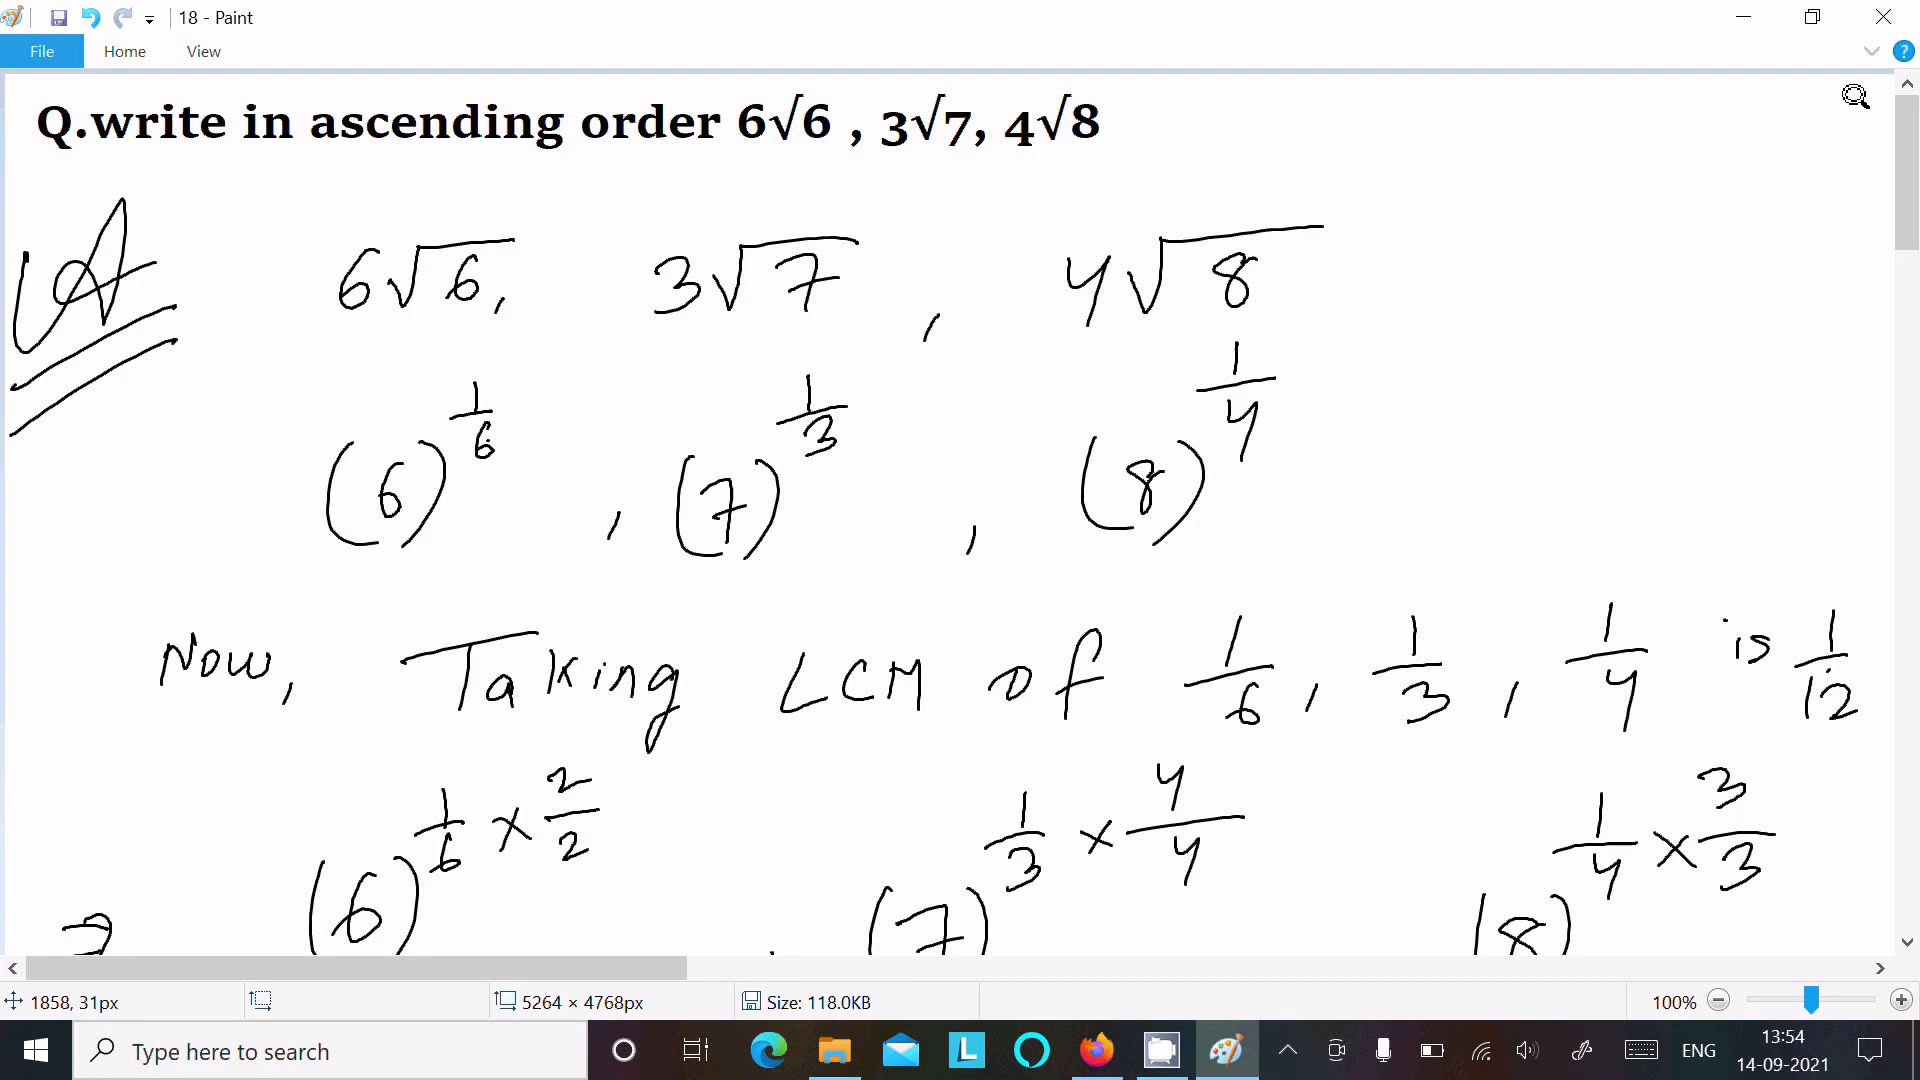 18 - Paint
File Home View
Q.write in ascending order 6√6 , 3√7, 4√8
A
6√6, 3√7 , 4√8
(6)^1/6 , (7)^1/3 , (8)^1/4
Now, Taking LCM of 1/6, 1/3, 1/4 is 1/12
(6)^1/6 × 2/2 (7)^1/3 × 4/4 (8)^1/4 × 3/3
1858, 31px 5264 × 4768px Size: 118.0KB 100%
Type here to search L ENG 13:54
14-09-2021